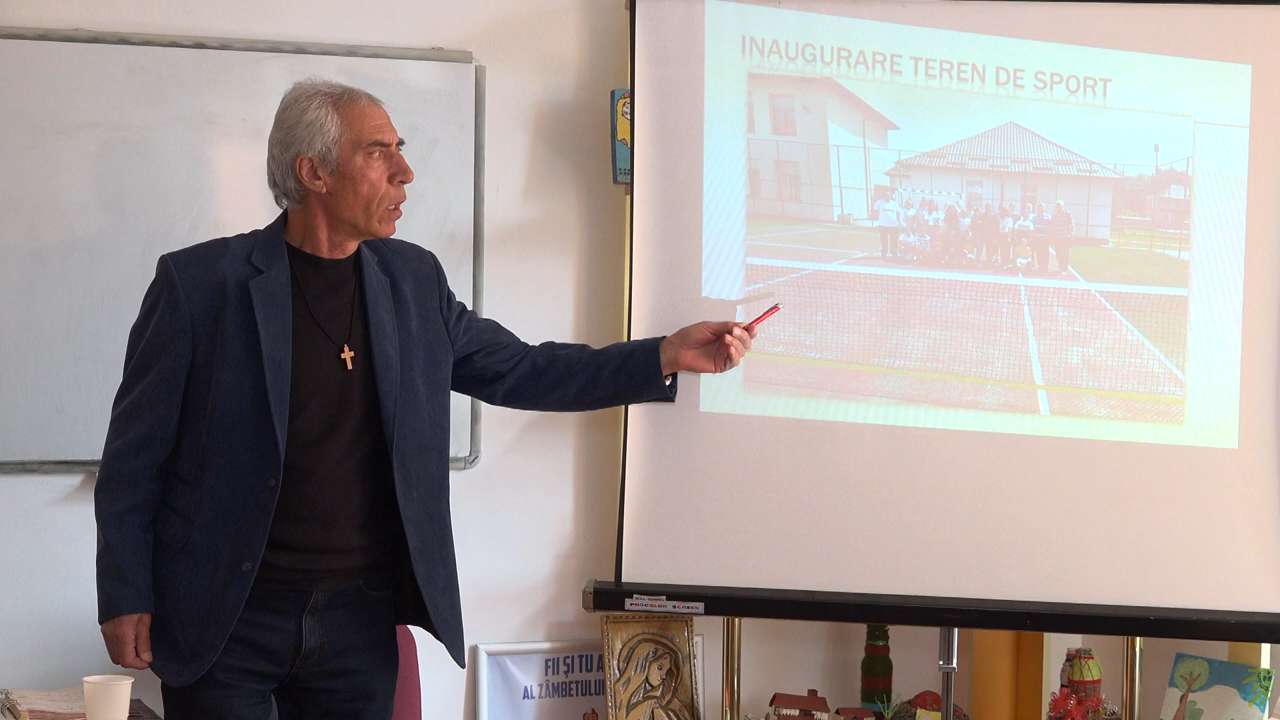 INAUGURARE TEREN DE SPORT
PROCOLOR SCREEN
FII ŞI TU A
AL ZÂMBETULUI